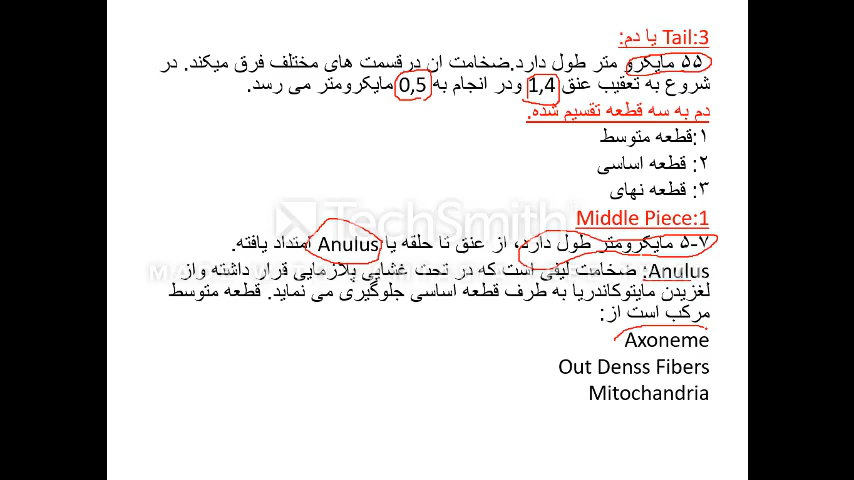 Tail:3 یا دم:
۵۵ مایکرو متر طول دارد.ضخامت ان درقسمت های مختلف فرق میکند. در
شروع به تعقیب عنق 1,4 ودر انجام به 0,5 مایکرومتر می رسد.
دم به سه قطعه تقسیم شده.
۱:قطعه متوسط
۲: قطعه اساسی
۳: قطعه نهای
Middle Piece:1
۵-۷ مایکرومتر طول دارد، از عنق تا حلقه یا Anulus امتداد یافته.
Anulus: ضخامت لیفی است که در تحت غشایی پلازمایی قرار داشته واز
لغزیدن مایتوکاندریا به طرف قطعه اساسی جلوگیری می نماید. قطعه متوسط
مرکب است از:
Axoneme
Out Denss Fibers
Mitochandria
TechSmith